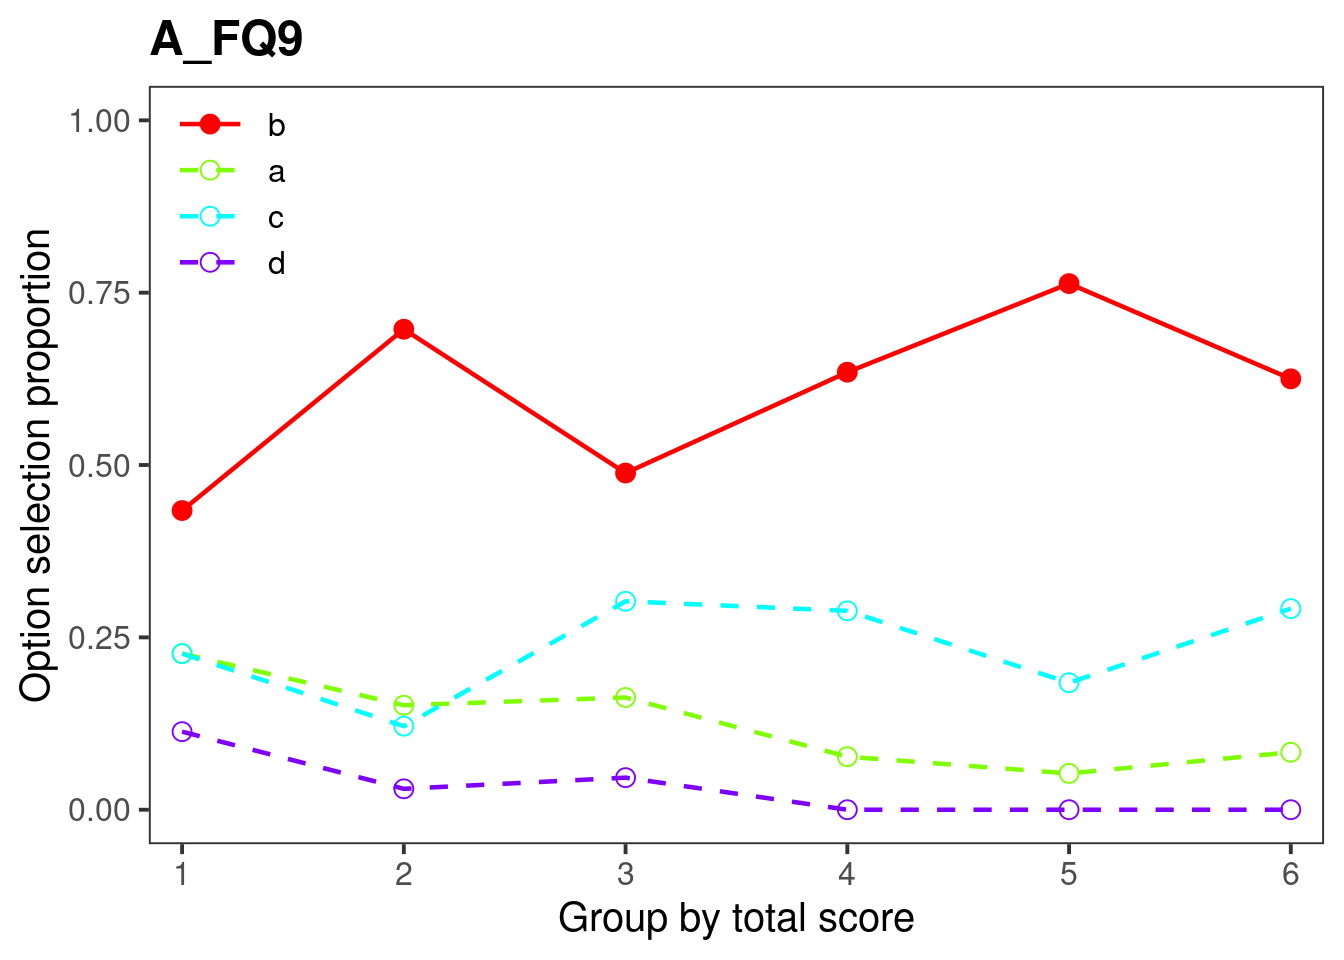 A_FQ9
1.00
0.75
0.50
0.25
0.00
b
a
c
d
Option selection proportion
1 2 3 4 5 6
Group by total score